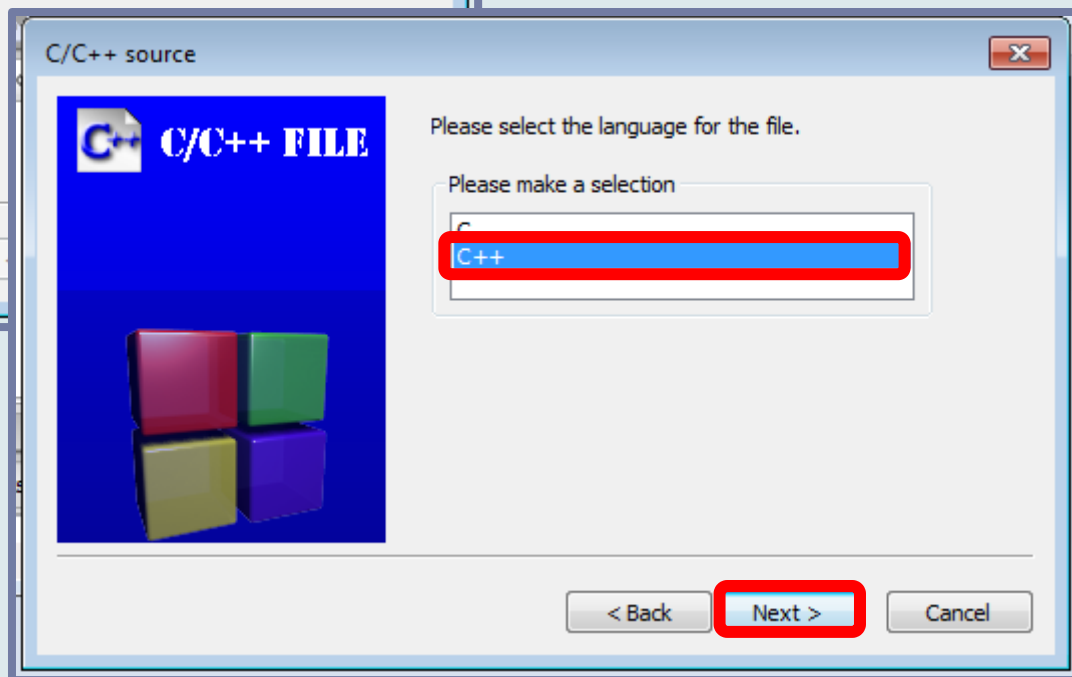 C/C++ source
C++
C/C++ FILE
Please select the language for the file.
Please make a selection
C
C++
< Back
Next >
Cancel